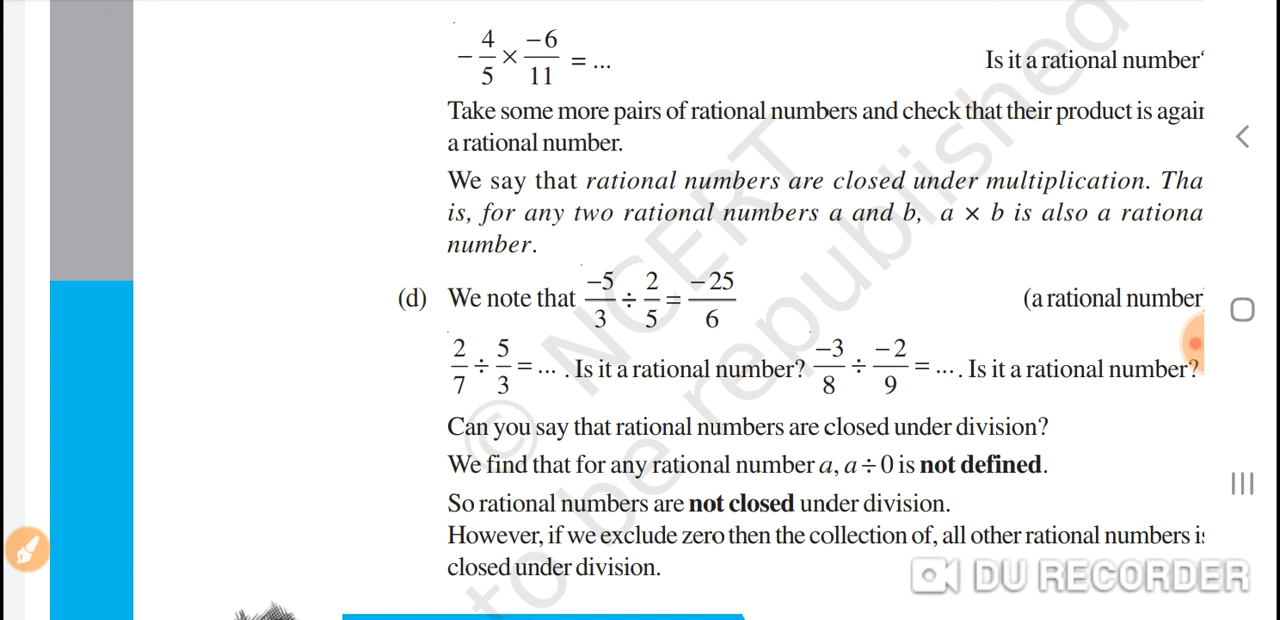 - 4/5 × -6/11 = ... Is it a rational number
Take some more pairs of rational numbers and check that their product is agair
a rational number.
We say that rational numbers are closed under multiplication. Tha
is, for any two rational numbers a and b, a × b is also a rationa
number.
(d) We note that -5/3 ÷ 2/5 = -25/6 (a rational number
2/7 ÷ 5/3 = ... . Is it a rational number? -3/8 ÷ -2/9 = ... . Is it a rational number?
Can you say that rational numbers are closed under division?
We find that for any rational number a, a ÷ 0 is not defined.
So rational numbers are not closed under division.
However, if we exclude zero then the collection of, all other rational numbers is
closed under division.
© NCERT
to be republished
DU RECORDER